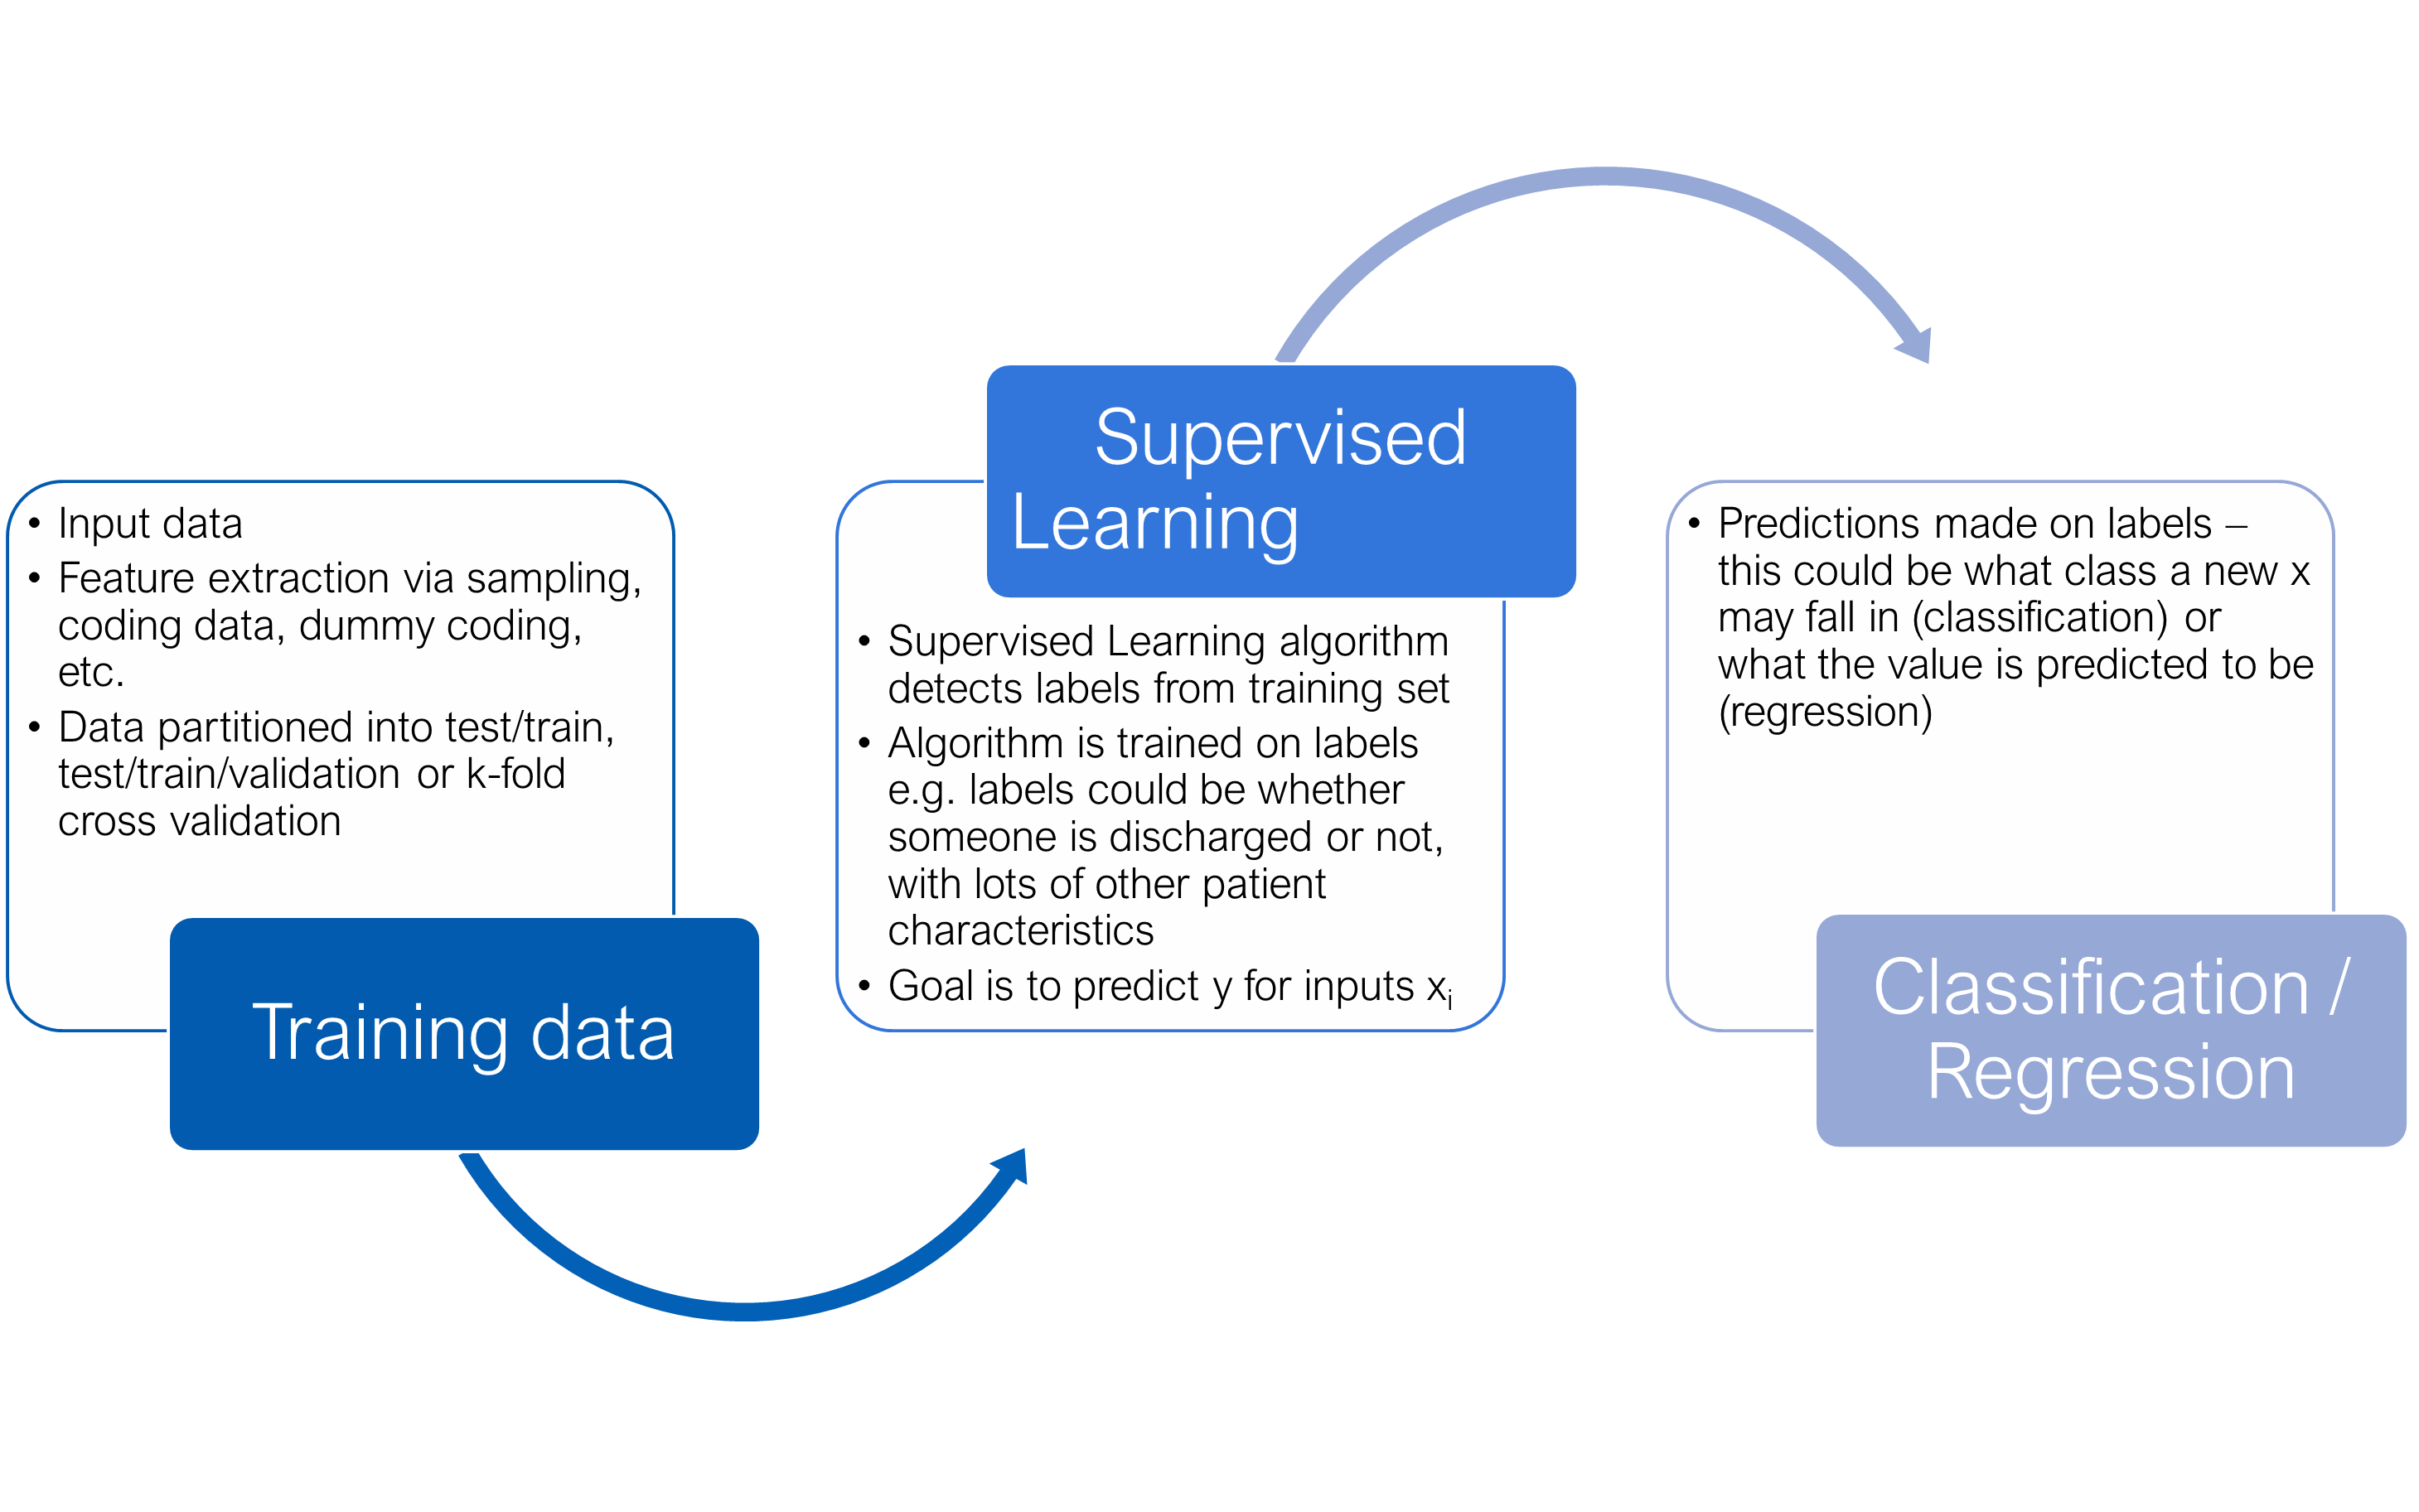 • Input data
• Feature extraction via sampling,
coding data, dummy coding,
etc.
• Data partitioned into test/train,
test/train/validation or k-fold
cross validation
Training data
Supervised
Learning
• Supervised Learning algorithm
detects labels from training set
• Algorithm is trained on labels
e.g. labels could be whether
someone is discharged or not,
with lots of other patient
characteristics
• Goal is to predict y for inputs xᵢ
• Predictions made on labels –
this could be what class a new x
may fall in (classification) or
what the value is predicted to be
(regression)
Classification /
Regression